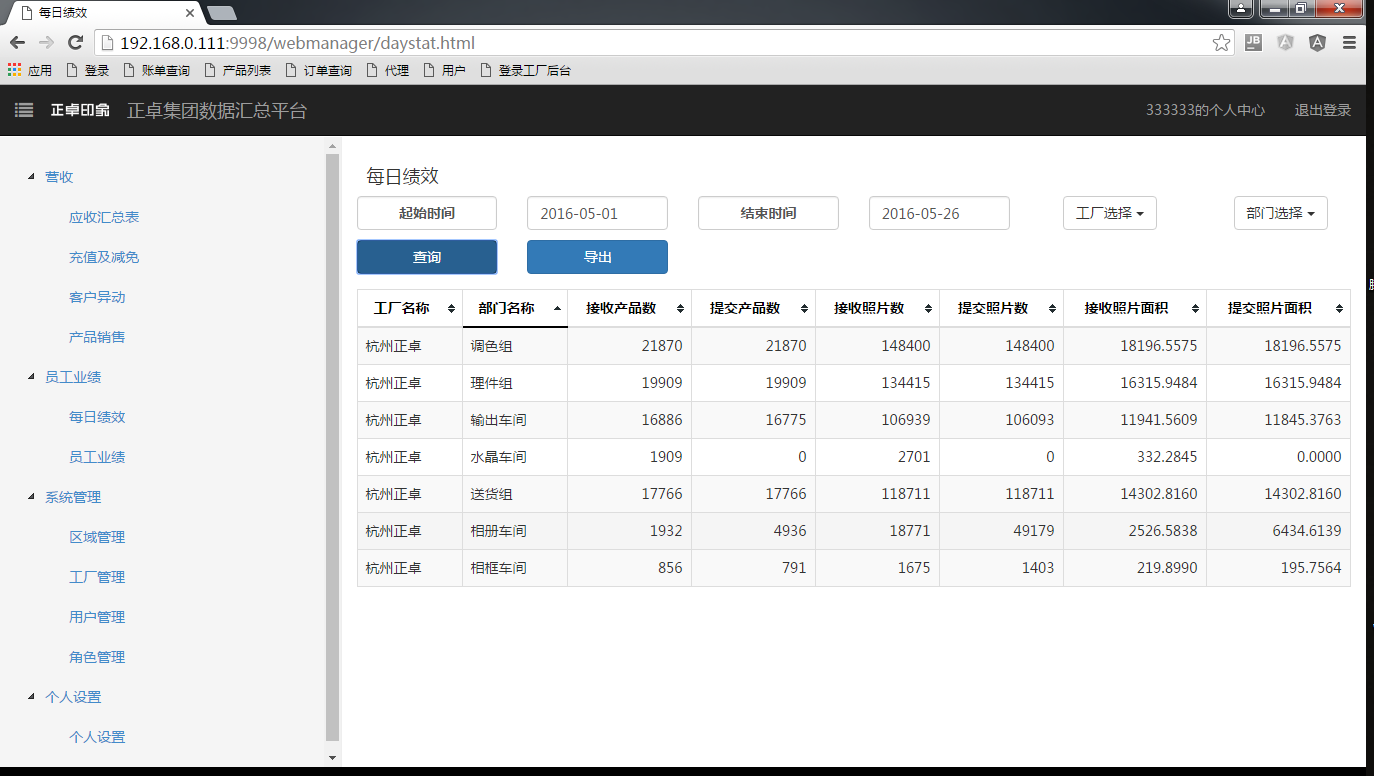 每日绩效
192.168.0.111:9998/webmanager/daystat.html
JB A A
应用 登录 账单查询 产品列表 订单查询 代理 用户 登录工厂后台
正卓印象 正卓集团数据汇总平台 333333的个人中心 退出登录
营收
应收汇总表
充值及减免
客户异动
产品销售
员工业绩
每日绩效
员工业绩
系统管理
区域管理
工厂管理
用户管理
角色管理
个人设置
个人设置
每日绩效
起始时间 2016-05-01 结束时间 2016-05-26 工厂选择 部门选择
查询 导出
工厂名称 部门名称 接收产品数 提交产品数 接收照片数 提交照片数 接收照片面积 提交照片面积
杭州正卓 调色组 21870 21870 148400 148400 18196.5575 18196.5575
杭州正卓 理件组 19909 19909 134415 134415 16315.9484 16315.9484
杭州正卓 输出车间 16886 16775 106939 106093 11941.5609 11845.3763
杭州正卓 水晶车间 1909 0 2701 0 332.2845 0.0000
杭州正卓 送货组 17766 17766 118711 118711 14302.8160 14302.8160
杭州正卓 相册车间 1932 4936 18771 49179 2526.5838 6434.6139
杭州正卓 相框车间 856 791 1675 1403 219.8990 195.7564